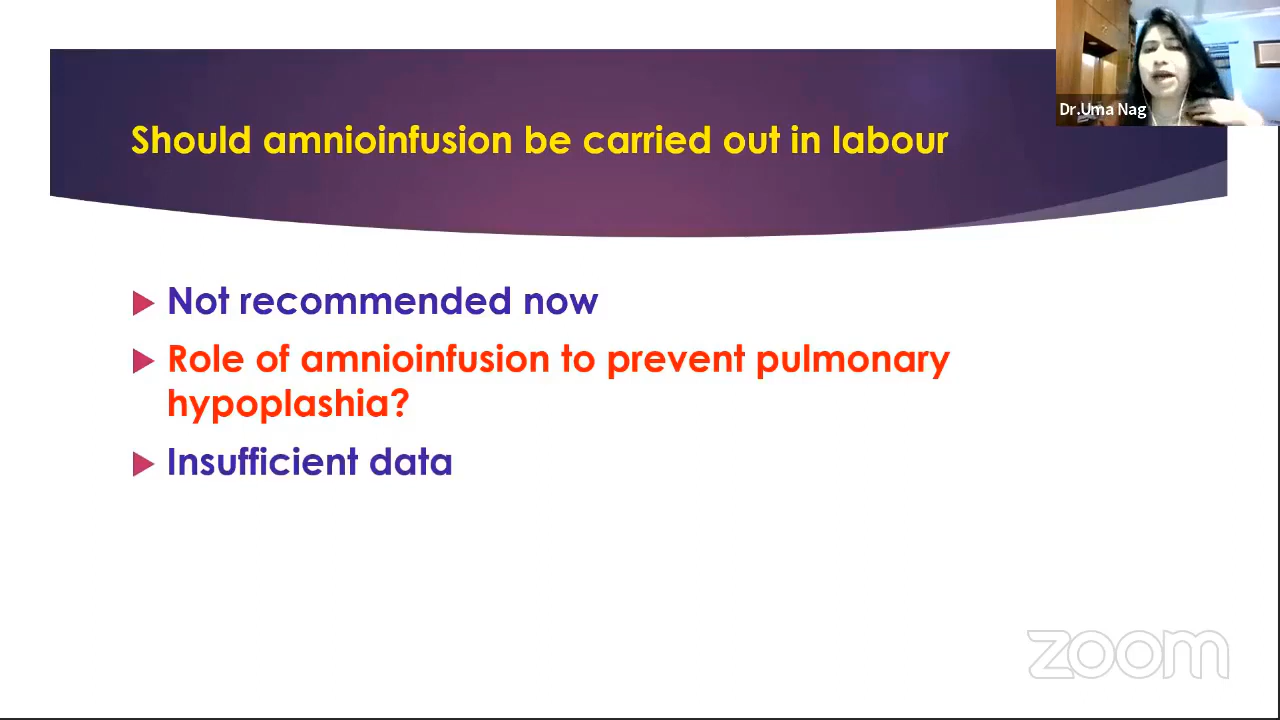 Dr.Uma Nag
Should amnioinfusion be carried out in labour
Not recommended now
Role of amnioinfusion to prevent pulmonary
hypoplashia?
Insufficient data
zoom